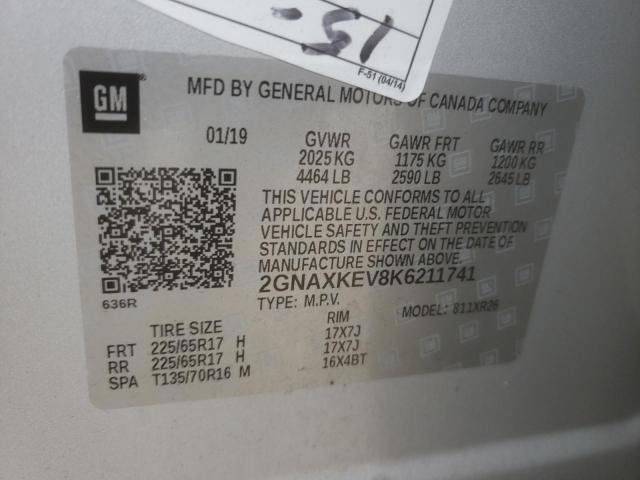 15-
F-51 (04/14)
GM
MFD BY GENERAL MOTORS OF CANADA COMPANY
01/19 GVWR GAWR FRT GAWR RR
2025 KG 1175 KG 1200 KG
4464 LB 2590 LB 2645 LB
THIS VEHICLE CONFORMS TO ALL
APPLICABLE U.S. FEDERAL MOTOR
VEHICLE SAFETY AND THEFT PREVENTION
STANDARDS IN EFFECT ON THE DATE OF
MANUFACTURE SHOWN ABOVE.
2GNAXKEV8K6211741
636R TYPE: M.P.V. MODEL: 811XR26
TIRE SIZE RIM
FRT 225/65R17 H 17X7J
RR 225/65R17 H 17X7J
SPA T135/70R16 M 16X4BT